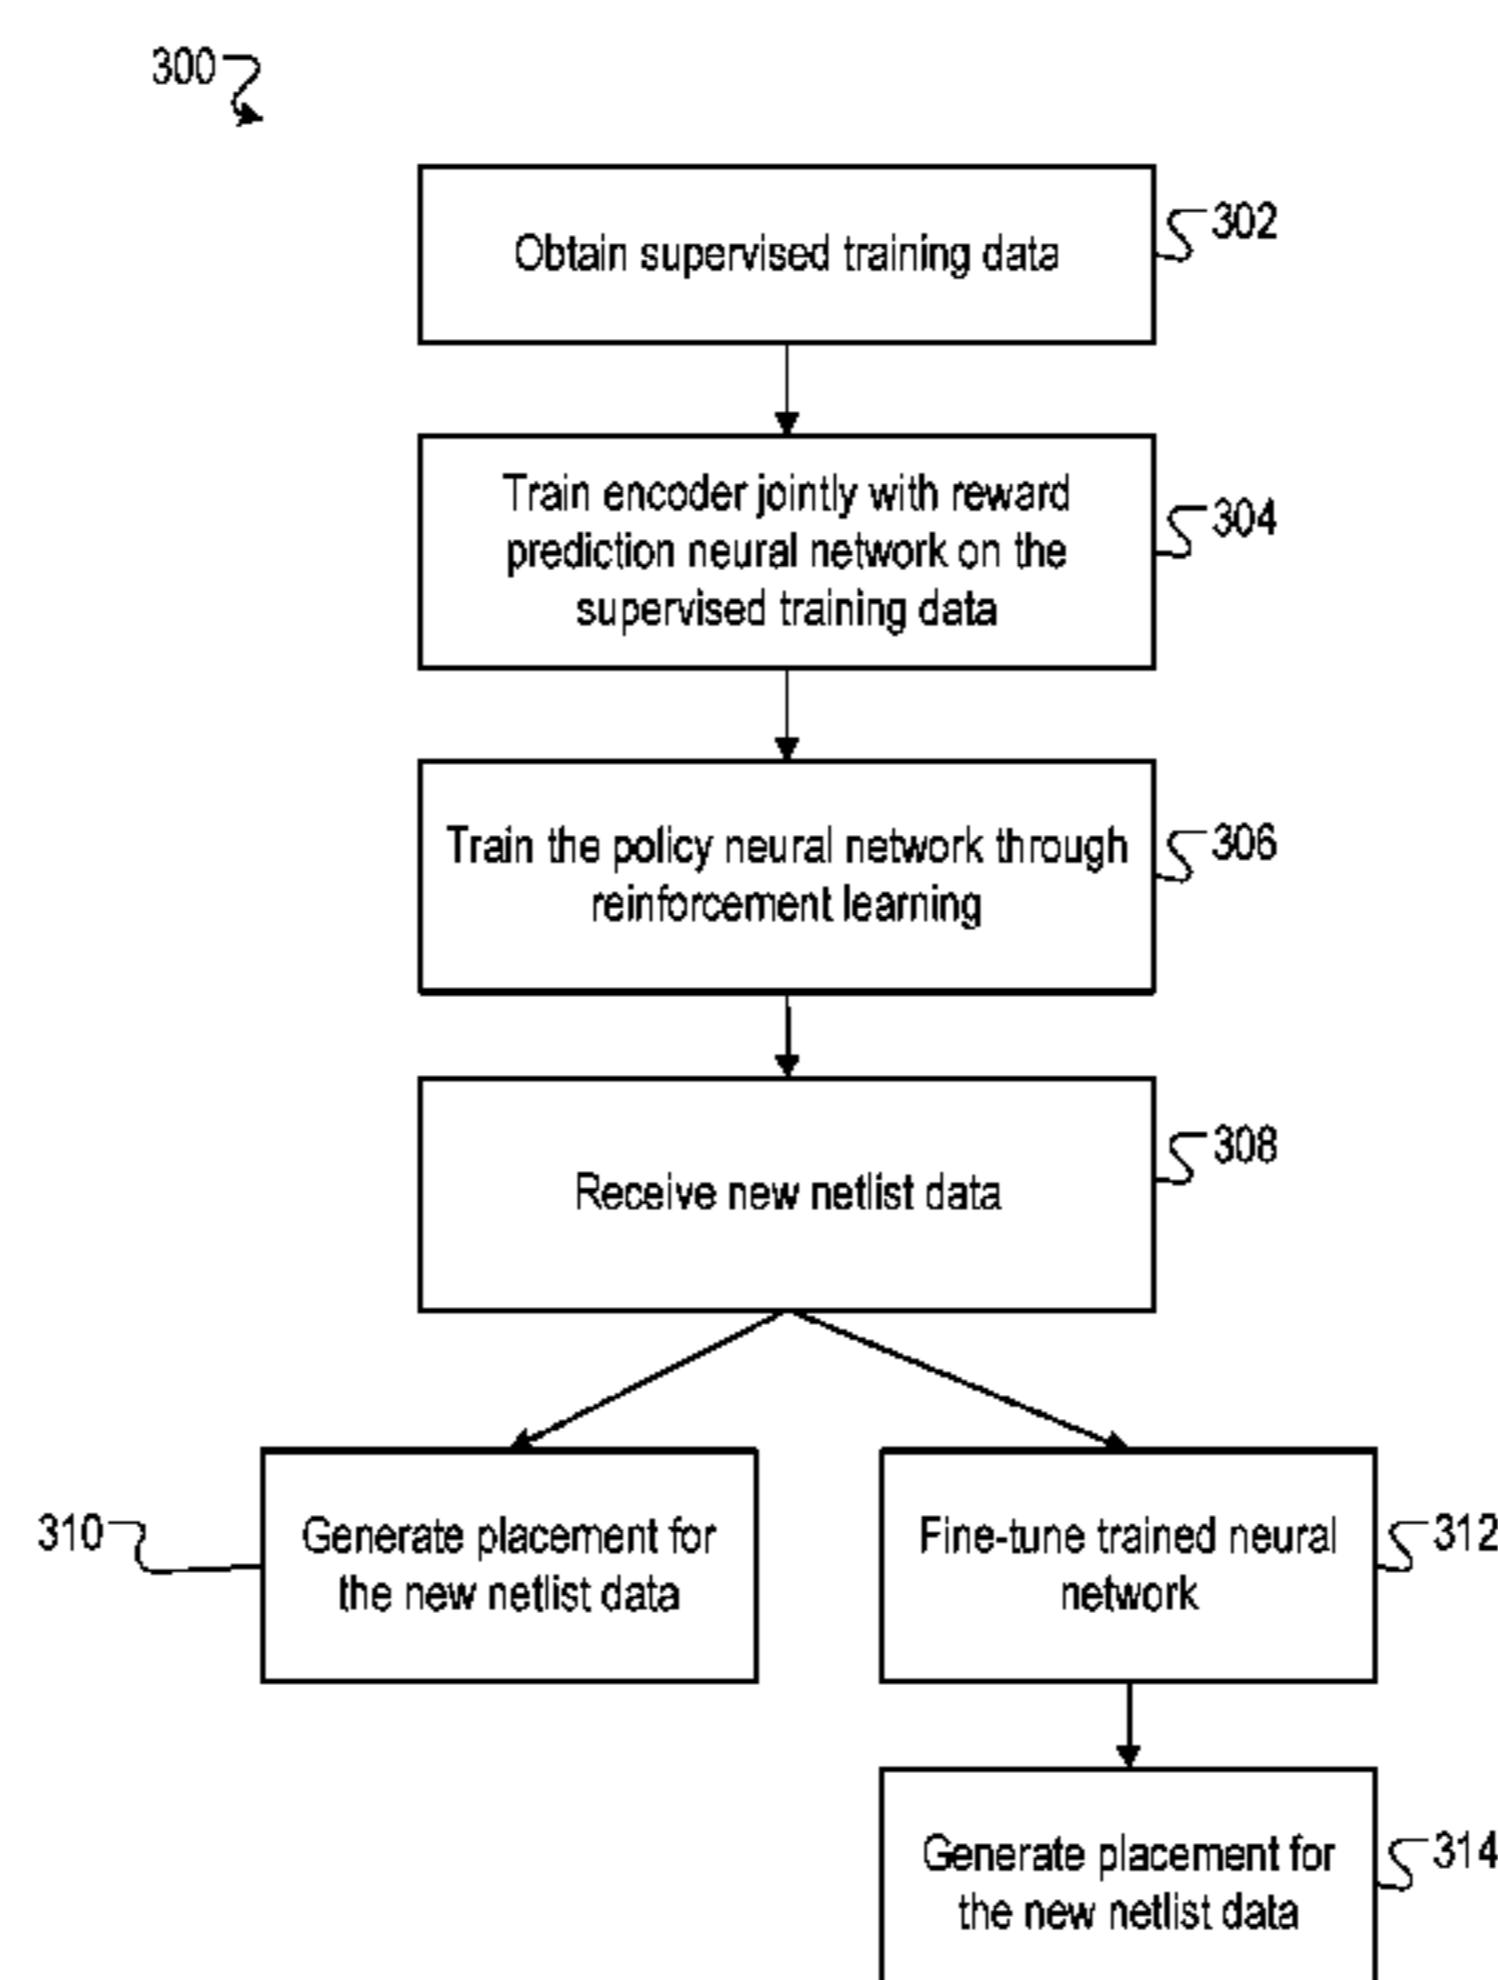 300
Obtain supervised training data
302
Train encoder jointly with reward
prediction neural network on the
supervised training data
304
Train the policy neural network through
reinforcement learning
306
Receive new netlist data
308
310
Generate placement for
the new netlist data
Fine-tune trained neural
network
312
Generate placement for
the new netlist data
314